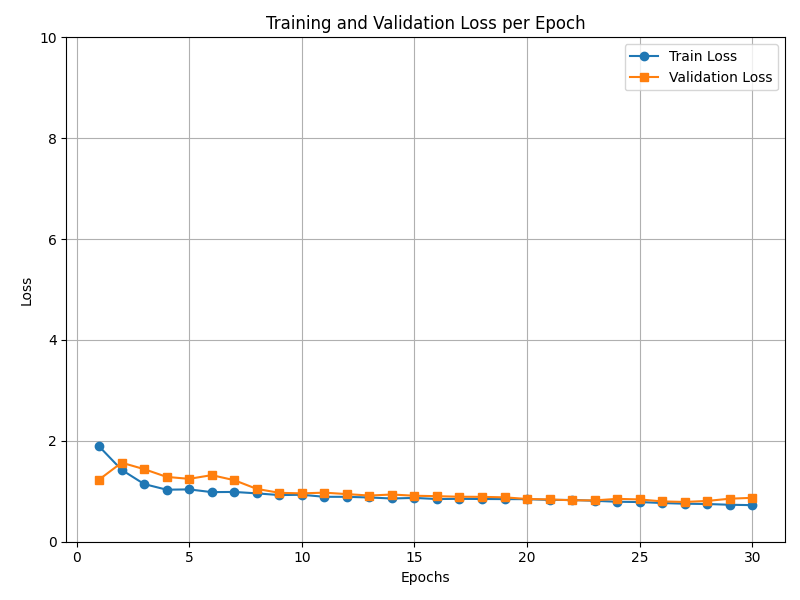 Training and Validation Loss per Epoch
10
8
6
4
2
0
Loss
Train Loss
Validation Loss
0 5 10 15 20 25 30
Epochs